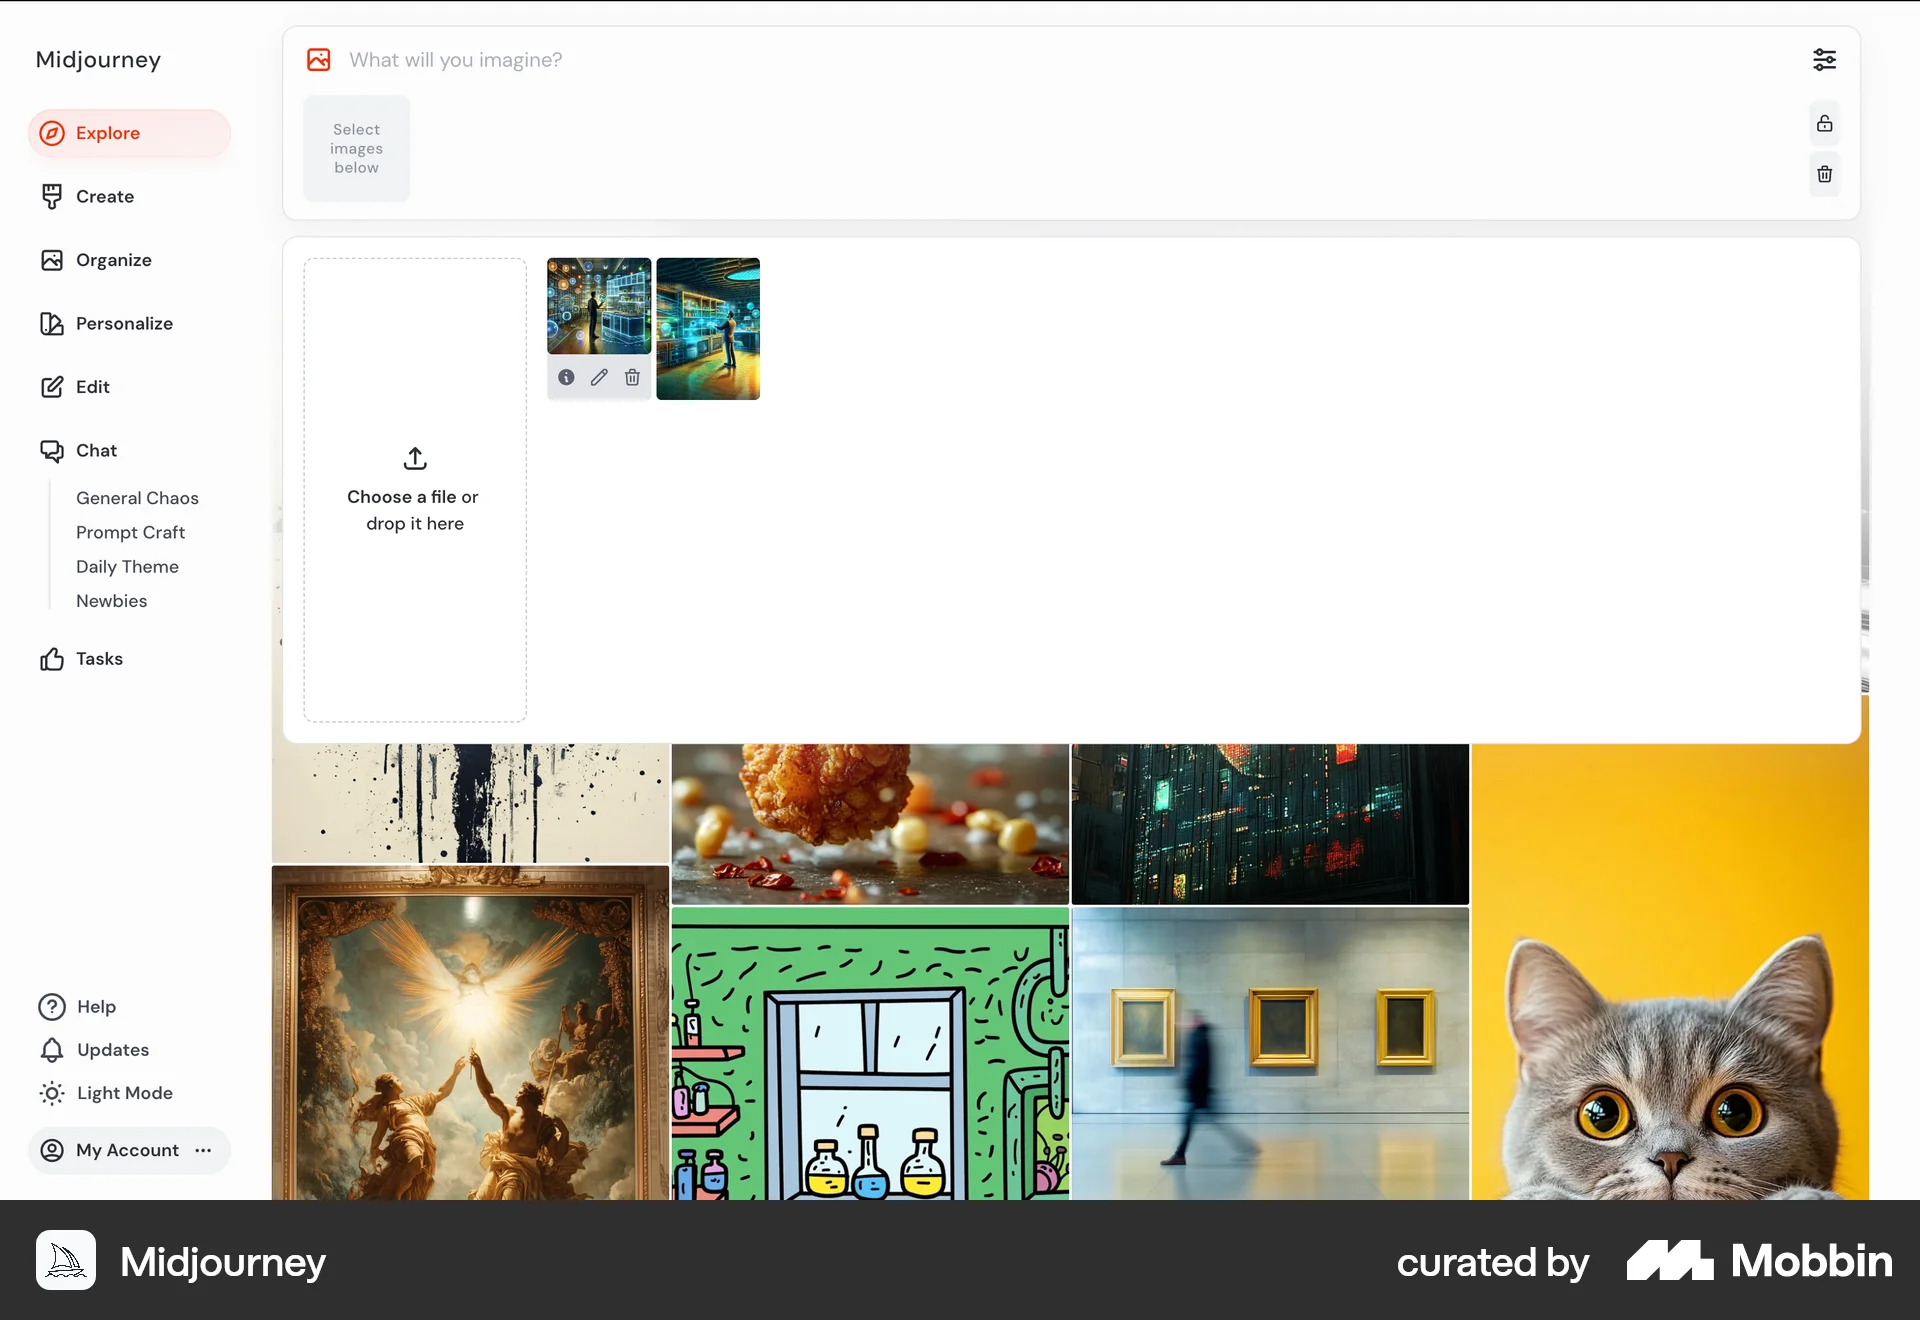 Midjourney
What will you imagine?
Explore
Select
images
below
Create
Organize
Personalize
Edit
Chat
General Chaos
Prompt Craft
Daily Theme
Newbies
Tasks
Choose a file or
drop it here
Help
Updates
Light Mode
My Account
Midjourney
curated by
Mobbin